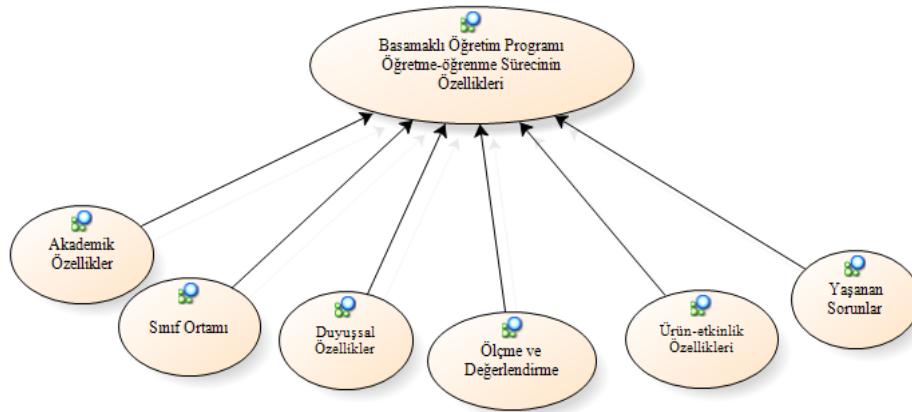 Basamaklı Öğretim Programı
Öğretme-öğrenme Sürecinin
Özellikleri
Akademik
Özellikler
Sınıf Ortamı
Duyuşsal
Özellikler
Ölçme ve
Değerlendirme
Ürün-etkinlik
Özellikleri
Yaşanan
Sorunlar